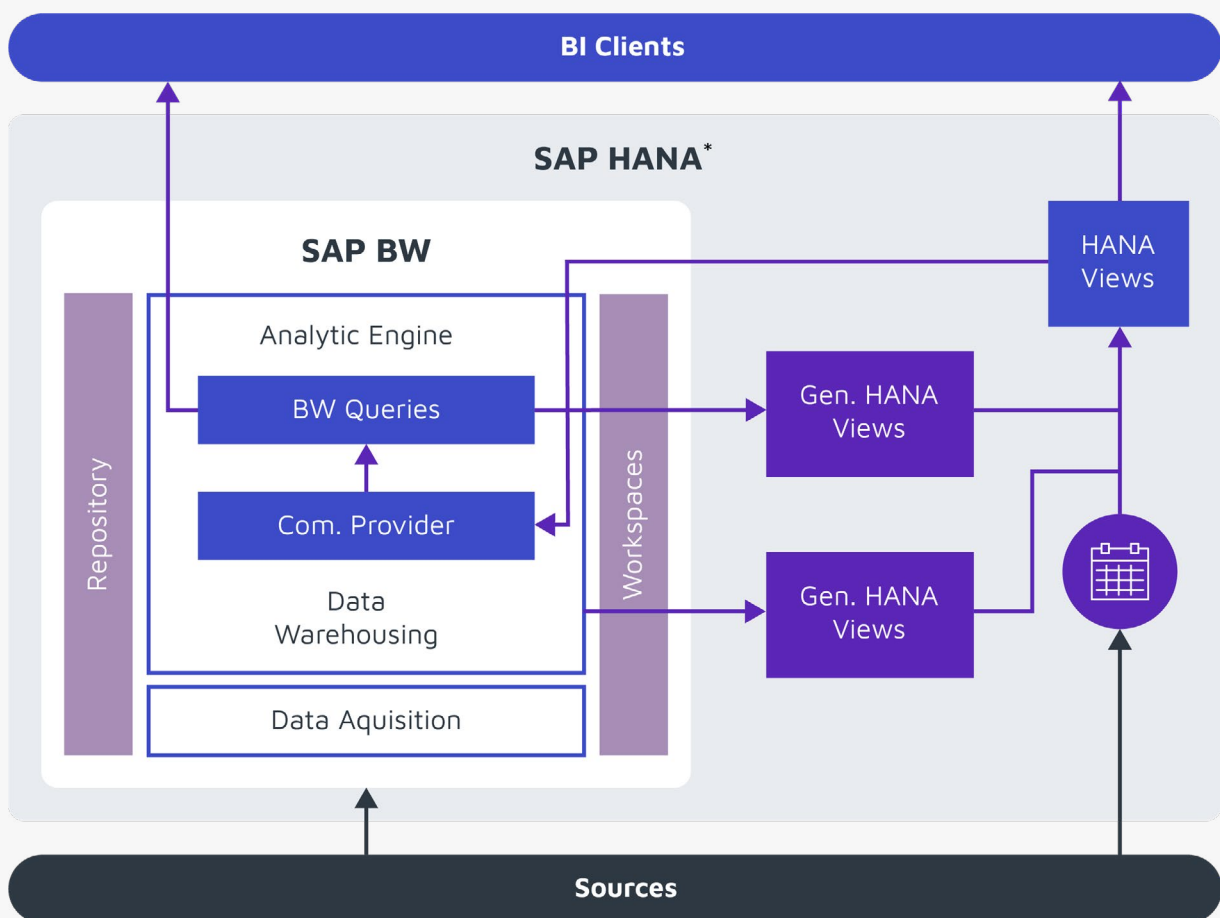 BI Clients
SAP HANA*
SAP BW
HANA
Views
Analytic Engine
BW Queries
Gen. HANA
Views
Repository
Com. Provider
Workspaces
Data
Warehousing
Gen. HANA
Views
Data Aquisition
Sources